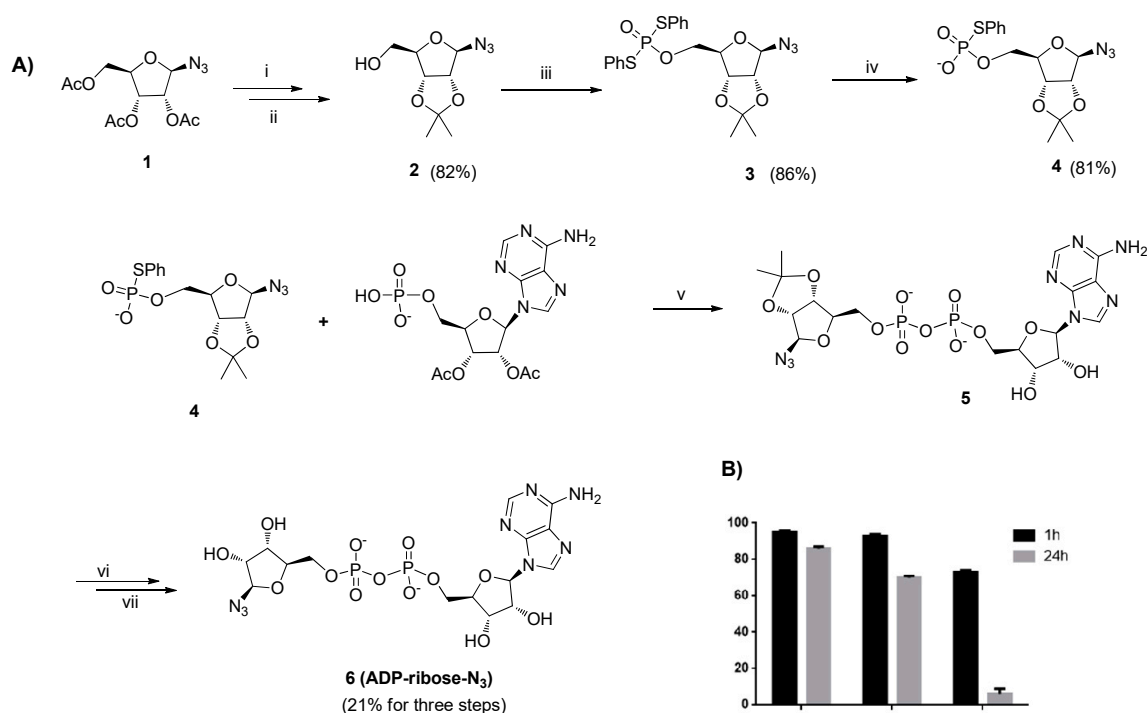 A)
AcO
O
N3
AcO
OAc
1
i
ii
HO
O
N3
O
O
2 (82%)
iii
SPh
O
P
PhS
O
O
N3
O
O
3 (86%)
iv
SPh
O
P
-O
O
O
N3
O
O
4 (81%)
SPh
O
P
O-
O
O
N3
O
O
4
+
O
HO P O
O-
N
N
NH2
N
N
O
AcO
OAc
v
O
O
N3
O
O
O-
P
O
O
O
P
O-
O
N
N
NH2
N
N
O
HO
OH
5
vi
vii
OH
HO
N3
O
O
O-
P
O
O
O
P
O-
O
N
N
NH2
N
N
O
HO
OH
6 (ADP-ribose-N3)
(21% for three steps)
B)
100
80
60
40
20
0
1h
24h